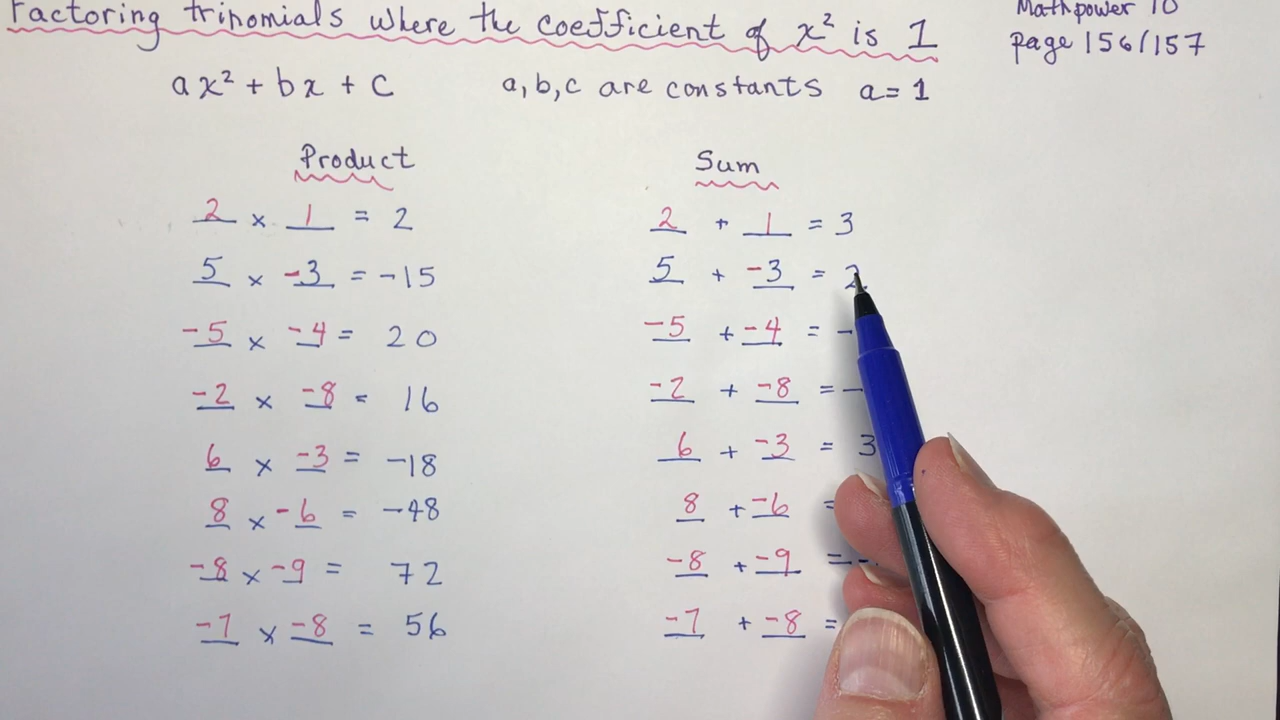 Factoring trinomials where the coefficient of x² is 1
Mathpower 10
page 156/157
ax² + bx + c a, b, c are constants a = 1
Product Sum
2 × 1 = 2 2 + 1 = 3
5 × -3 = -15 5 + -3 = 2
-5 × -4 = 20 -5 + -4 = -
-2 × -8 = 16 -2 + -8 = -
6 × -3 = -18 6 + -3 = 3
8 × -6 = -48 8 + -6 =
-8 × -9 = 72 -8 + -9 = -
-7 × -8 = 56 -7 + -8 =